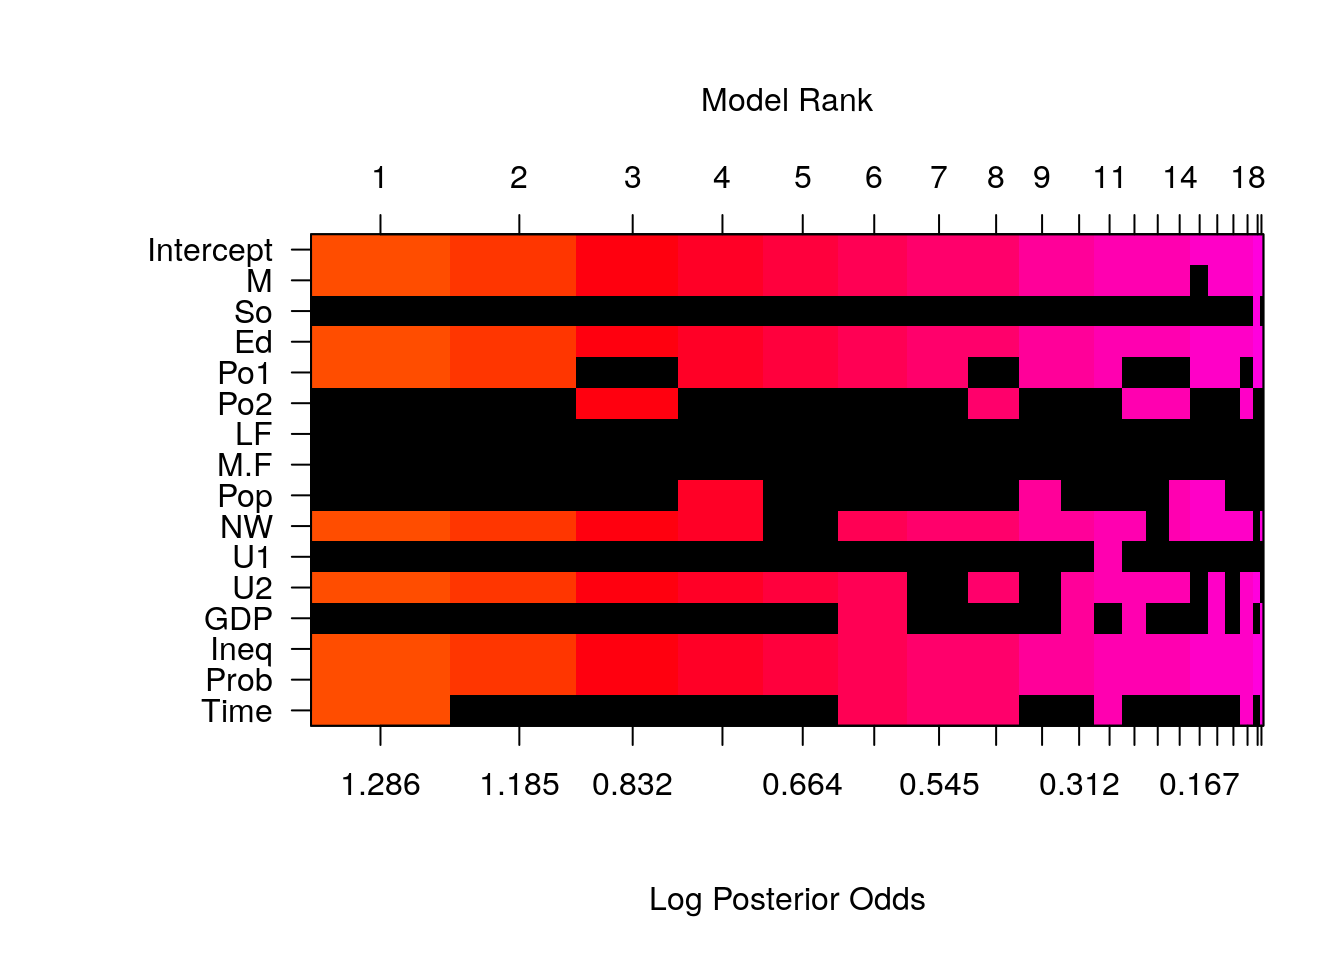 Model Rank
1 2 3 4 5 6 7 8 9 11 14 18
Intercept
M
So
Ed
Po1
Po2
LF
M.F
Pop
NW
U1
U2
GDP
Ineq
Prob
Time
1.286 1.185 0.832 0.664 0.545 0.312 0.167
Log Posterior Odds